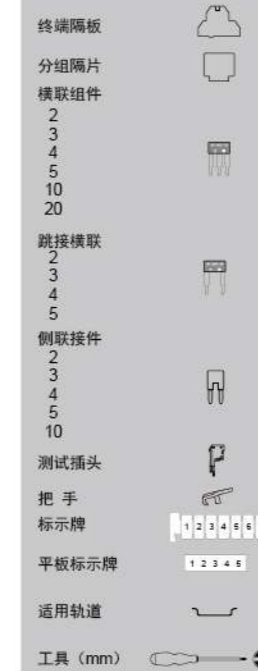 终端隔板
分组隔片
横联组件
2
3
4
5
10
20
跳接横联
2
3
4
5
侧联接件
2
3
4
5
10
测试插头
把 手
标示牌 1 2 3 4 5 6
平板标示牌 1 2 3 4 5
适用轨道
工具（mm）